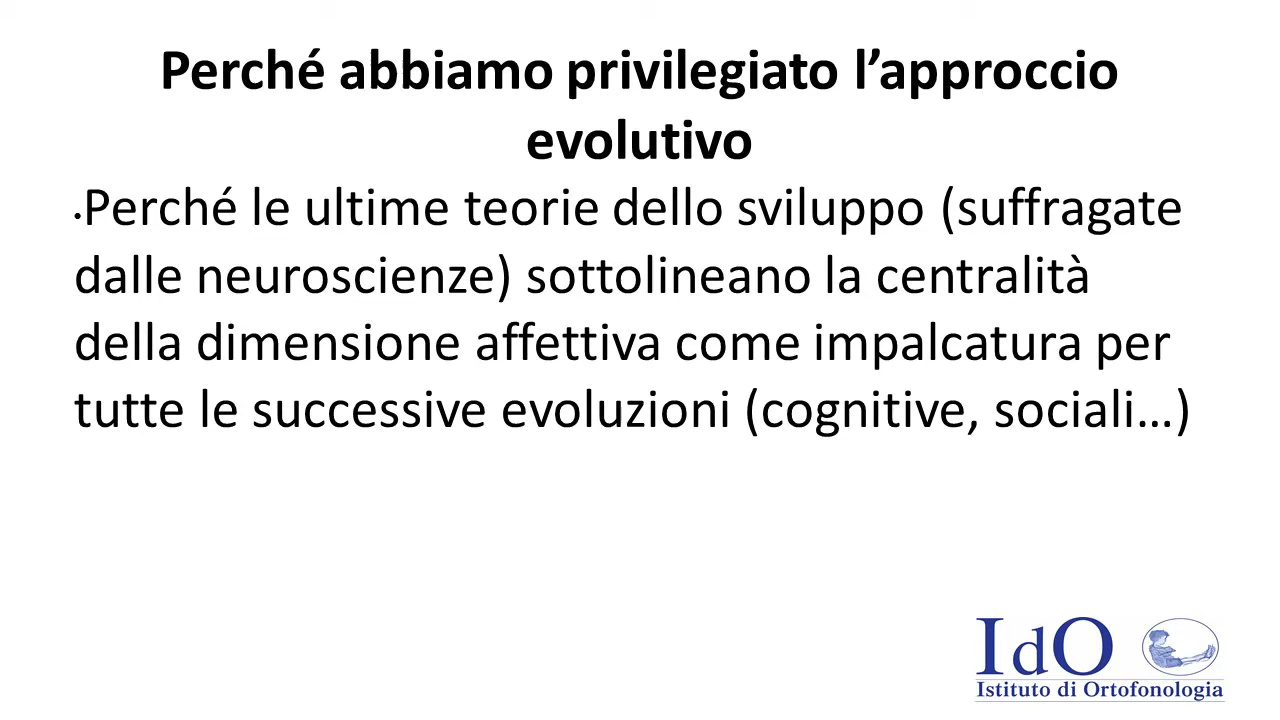 Perché abbiamo privilegiato l’approccio
evolutivo
•Perché le ultime teorie dello sviluppo (suffragate
dalle neuroscienze) sottolineano la centralità
della dimensione affettiva come impalcatura per
tutte le successive evoluzioni (cognitive, sociali…)
IdO
Istituto di Ortofonologia